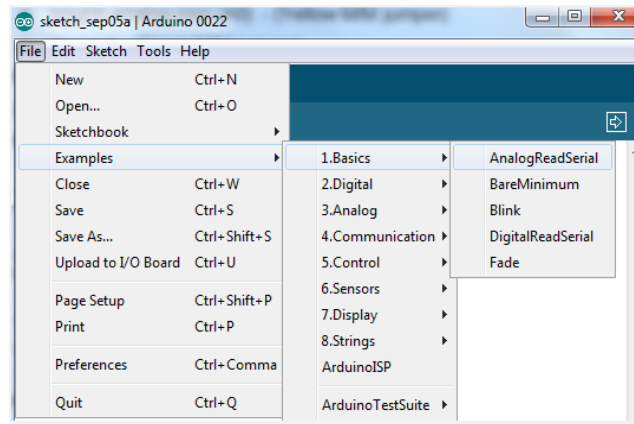 sketch_sep05a | Arduino 0022
File Edit Sketch Tools Help
New Ctrl+N
Open... Ctrl+O
Sketchbook
Examples
Close Ctrl+W
Save Ctrl+S
Save As... Ctrl+Shift+S
Upload to I/O Board Ctrl+U
Page Setup Ctrl+Shift+P
Print Ctrl+P
Preferences Ctrl+Comma
Quit Ctrl+Q
1.Basics
2.Digital
3.Analog
4.Communication
5.Control
6.Sensors
7.Display
8.Strings
ArduinoISP
ArduinoTestSuite
AnalogReadSerial
BareMinimum
Blink
DigitalReadSerial
Fade